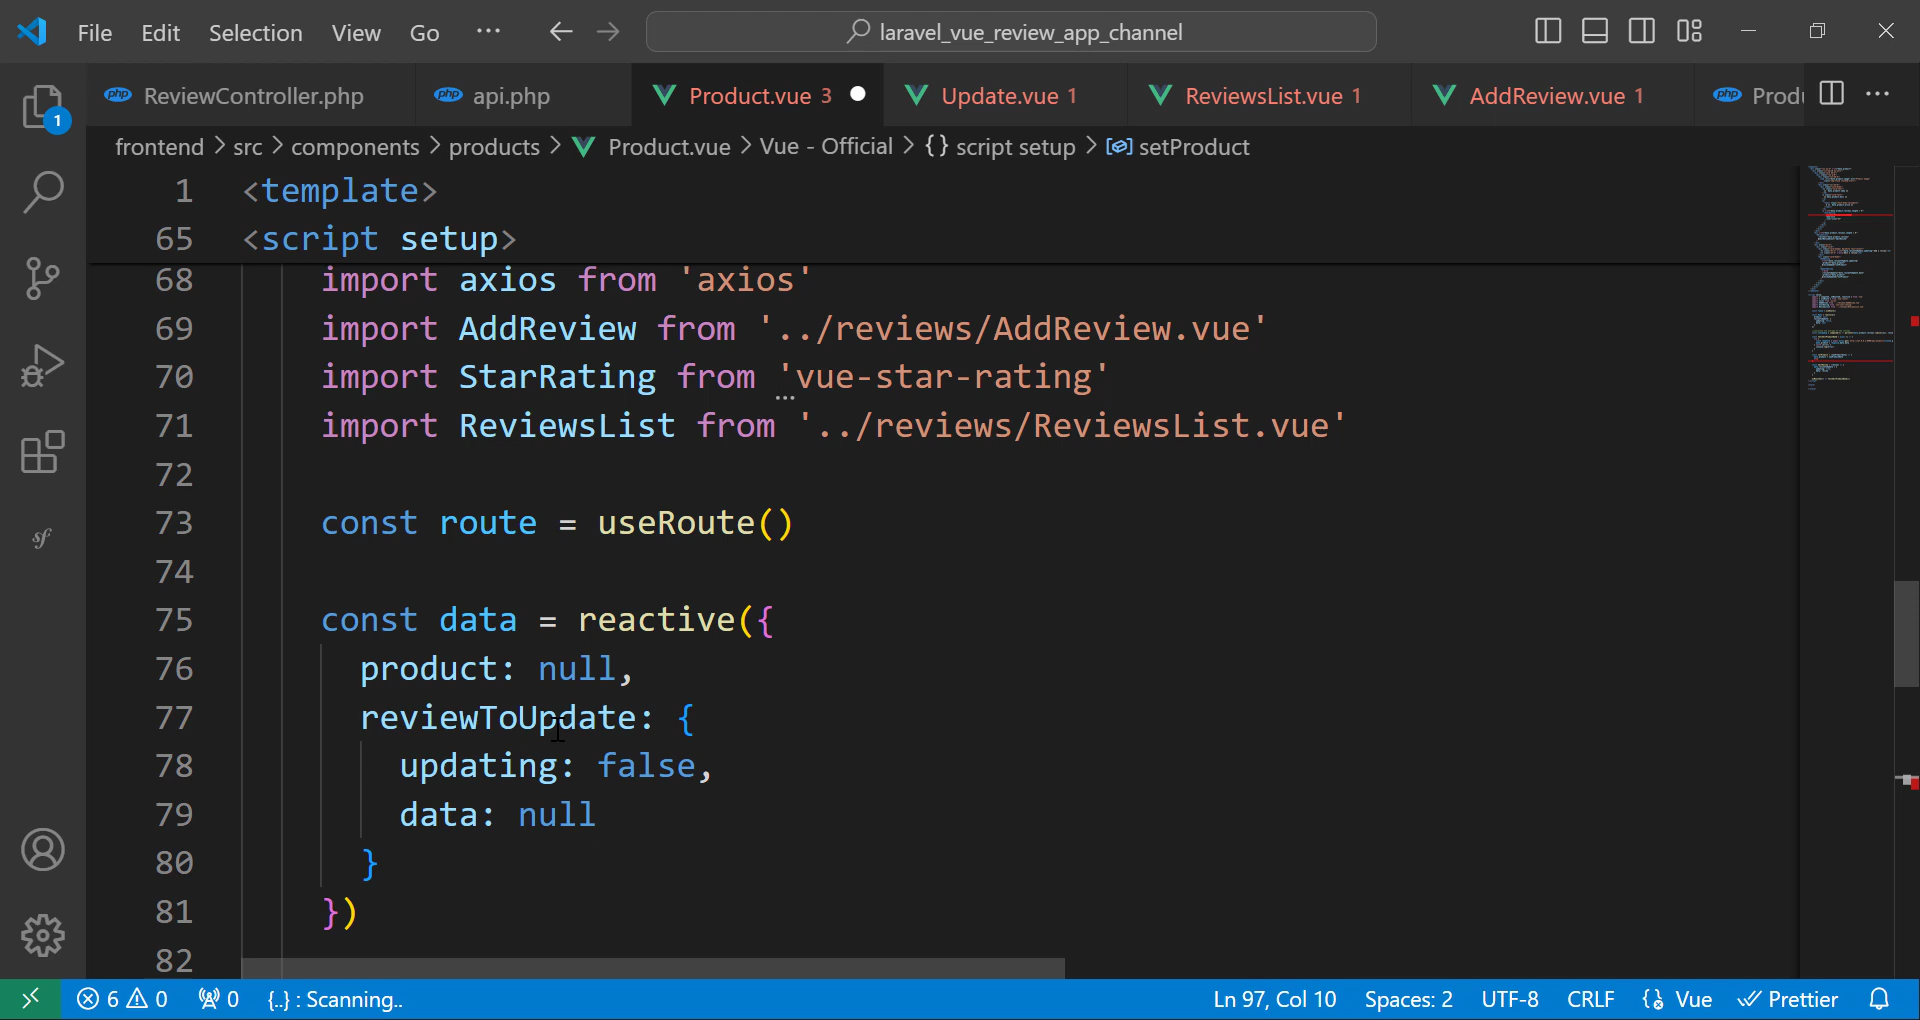 File Edit Selection View Go ··· laravel_vue_review_app_channel
1
ReviewController.php api.php Product.vue 3 Update.vue 1 ReviewsList.vue 1 AddReview.vue 1 Produ
frontend > src > components > products > Product.vue > Vue - Official > {} script setup > setProduct
1 <template>
65 <script setup>
68 import axios from 'axios'
69 import AddReview from '../reviews/AddReview.vue'
70 import StarRating from 'vue-star-rating'
71 import ReviewsList from '../reviews/ReviewsList.vue'
72
73 const route = useRoute()
74
75 const data = reactive({
76 product: null,
77 reviewToUpdate: {
78 updating: false,
79 data: null
80 }
81 })
82
6 0 0 {..} : Scanning.. Ln 97, Col 10 Spaces: 2 UTF-8 CRLF Vue Prettier